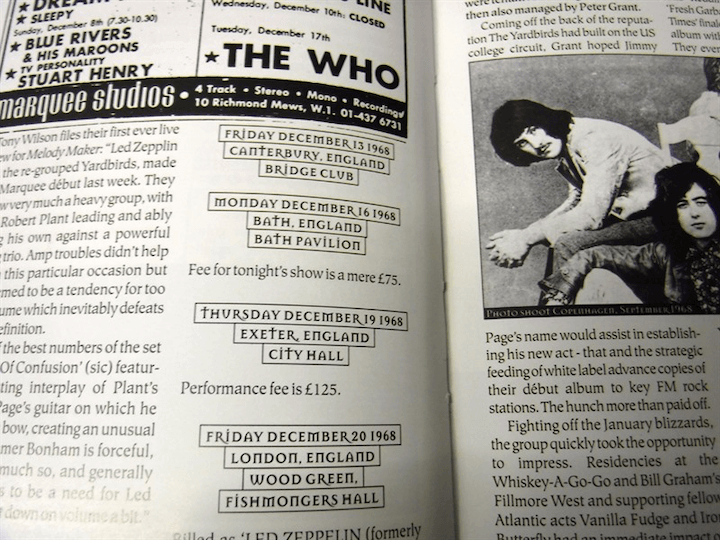 ★ SLEEPY
Wednesday, December 10th: CLOSED
Sunday, December 8th (7.30-10.30)
★ BLUE RIVERS
& HIS MAROONS
TV PERSONALITY
★ STUART HENRY
Tuesday, December 17th
★ THE WHO
marquee studios • 4 Track • Stereo • Mono • Recordings
10 Richmond Mews, W.1. 01-437 6731
Tony Wilson files their first ever live
for Melody Maker: “Led Zeppelin
the re-grouped Yardbirds, made
Marquee début last week. They
very much a heavy group, with
Robert Plant leading and ably
his own against a powerful
trio. Amp troubles didn’t help
this particular occasion but
to be a tendency for too
which inevitably defeats
the best numbers of the set
Of Confusion’ (sic) featur-
interplay of Plant’s
Page’s guitar on which he
bow, creating an unusual
Bonham is forceful,
much so, and generally
to be a need for Led
down on volume a bit.”
FRIDAY DECEMBER 13 1968
CANTERBURY, ENGLAND
BRIDGE CLUB
MONDAY DECEMBER 16 1968
BATH, ENGLAND
BATH PAVILION
Fee for tonight’s show is a mere £75.
THURSDAY DECEMBER 19 1968
EXETER, ENGLAND
CITY HALL
Performance fee is £125.
FRIDAY DECEMBER 20 1968
LONDON, ENGLAND
WOOD GREEN,
FISHMONGERS HALL
Billed as ‘LED ZEPPELIN (formerly
then also managed by Peter Grant.
Coming off the back of the reputa-
tion The Yardbirds had built on the US
college circuit, Grant hoped Jimmy
‘Fresh
Times’
album
They
PHOTO SHOOT COPENHAGEN, SEPTEMBER 1968
Page’s name would assist in establish-
ing his new act - that and the strategic
feeding of white label advance copies of
their début album to key FM rock
stations. The hunch more than paid off.
Fighting off the January blizzards,
the group quickly took the opportunity
to impress. Residencies at the
Whiskey-A-Go-Go and Bill Graham’s
Fillmore West and supporting fellow
Atlantic acts Vanilla Fudge and Iron
Butterfly had an immediate impact